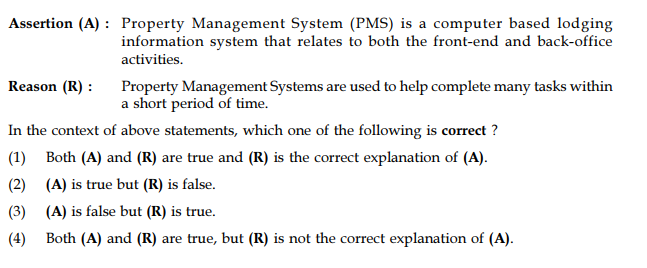 Assertion (A) : Property Management System (PMS) is a computer based lodging
information system that relates to both the front-end and back-office
activities.
Reason (R) : Property Management Systems are used to help complete many tasks within
a short period of time.
In the context of above statements, which one of the following is correct ?
(1) Both (A) and (R) are true and (R) is the correct explanation of (A).
(2) (A) is true but (R) is false.
(3) (A) is false but (R) is true.
(4) Both (A) and (R) are true, but (R) is not the correct explanation of (A).